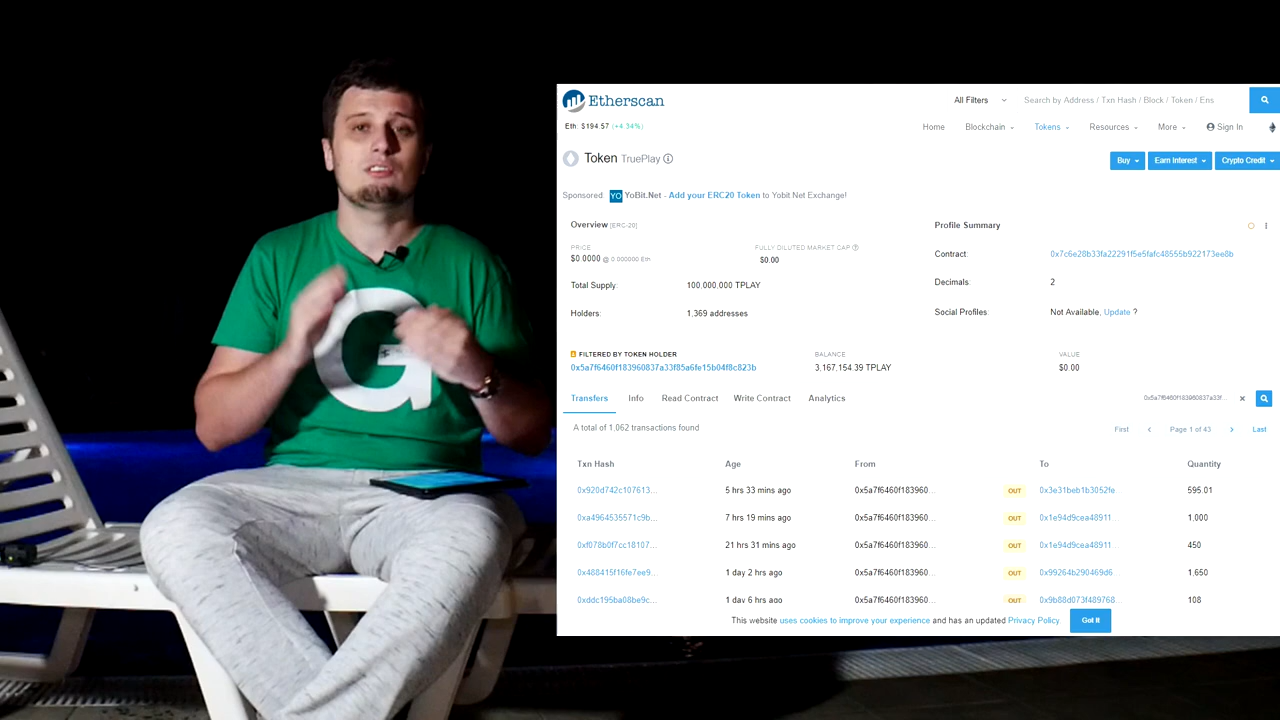 Etherscan
All Filters
Search by Address / Txn Hash / Block / Token / Ens
Eth: $194.57 (+4.34%)
Home Blockchain Tokens Resources More Sign In
Token TruePlay
Buy Earn Interest Crypto Credit
Sponsored: YO YoBit.Net - Add your ERC20 Token to Yobit Net Exchange!
Overview [ERC-20]
Profile Summary
PRICE
$0.0000 @ 0.000000 Eth
FULLY DILUTED MARKET CAP
$0.00
Contract: 0x7c6e28b33fa22291f5e5fafc48555b922173ee8b
Total Supply: 100,000,000 TPLAY
Decimals: 2
Holders: 1,369 addresses
Social Profiles: Not Available, Update ?
FILTERED BY TOKEN HOLDER
0x5a7f6460f183960837a33f85a6fe15b04f8c823b
BALANCE
3,167,154.39 TPLAY
VALUE
$0.00
Transfers Info Read Contract Write Contract Analytics
0x5a7f6460f183960837a33f...
A total of 1,062 transactions found
First Page 1 of 43 Last
Txn Hash Age From To Quantity
0x920d742c107613... 5 hrs 33 mins ago 0x5a7f6460f183960... OUT 0x3e31beb1b3052fe... 595.01
0xa4964535571c9b... 7 hrs 19 mins ago 0x5a7f6460f183960... OUT 0x1e94d9cea48911... 1,000
0xf078b0f7cc18107... 21 hrs 31 mins ago 0x5a7f6460f183960... OUT 0x1e94d9cea48911... 450
0x488415f16fe7ee9... 1 day 2 hrs ago 0x5a7f6460f183960... OUT 0x99264b290469d6... 1,650
0xddc195ba08be9c... 1 day 6 hrs ago 0x5a7f6460f183960... OUT 0x9b88d073f489768... 108
This website uses cookies to improve your experience and has an updated Privacy Policy.
Got It
G